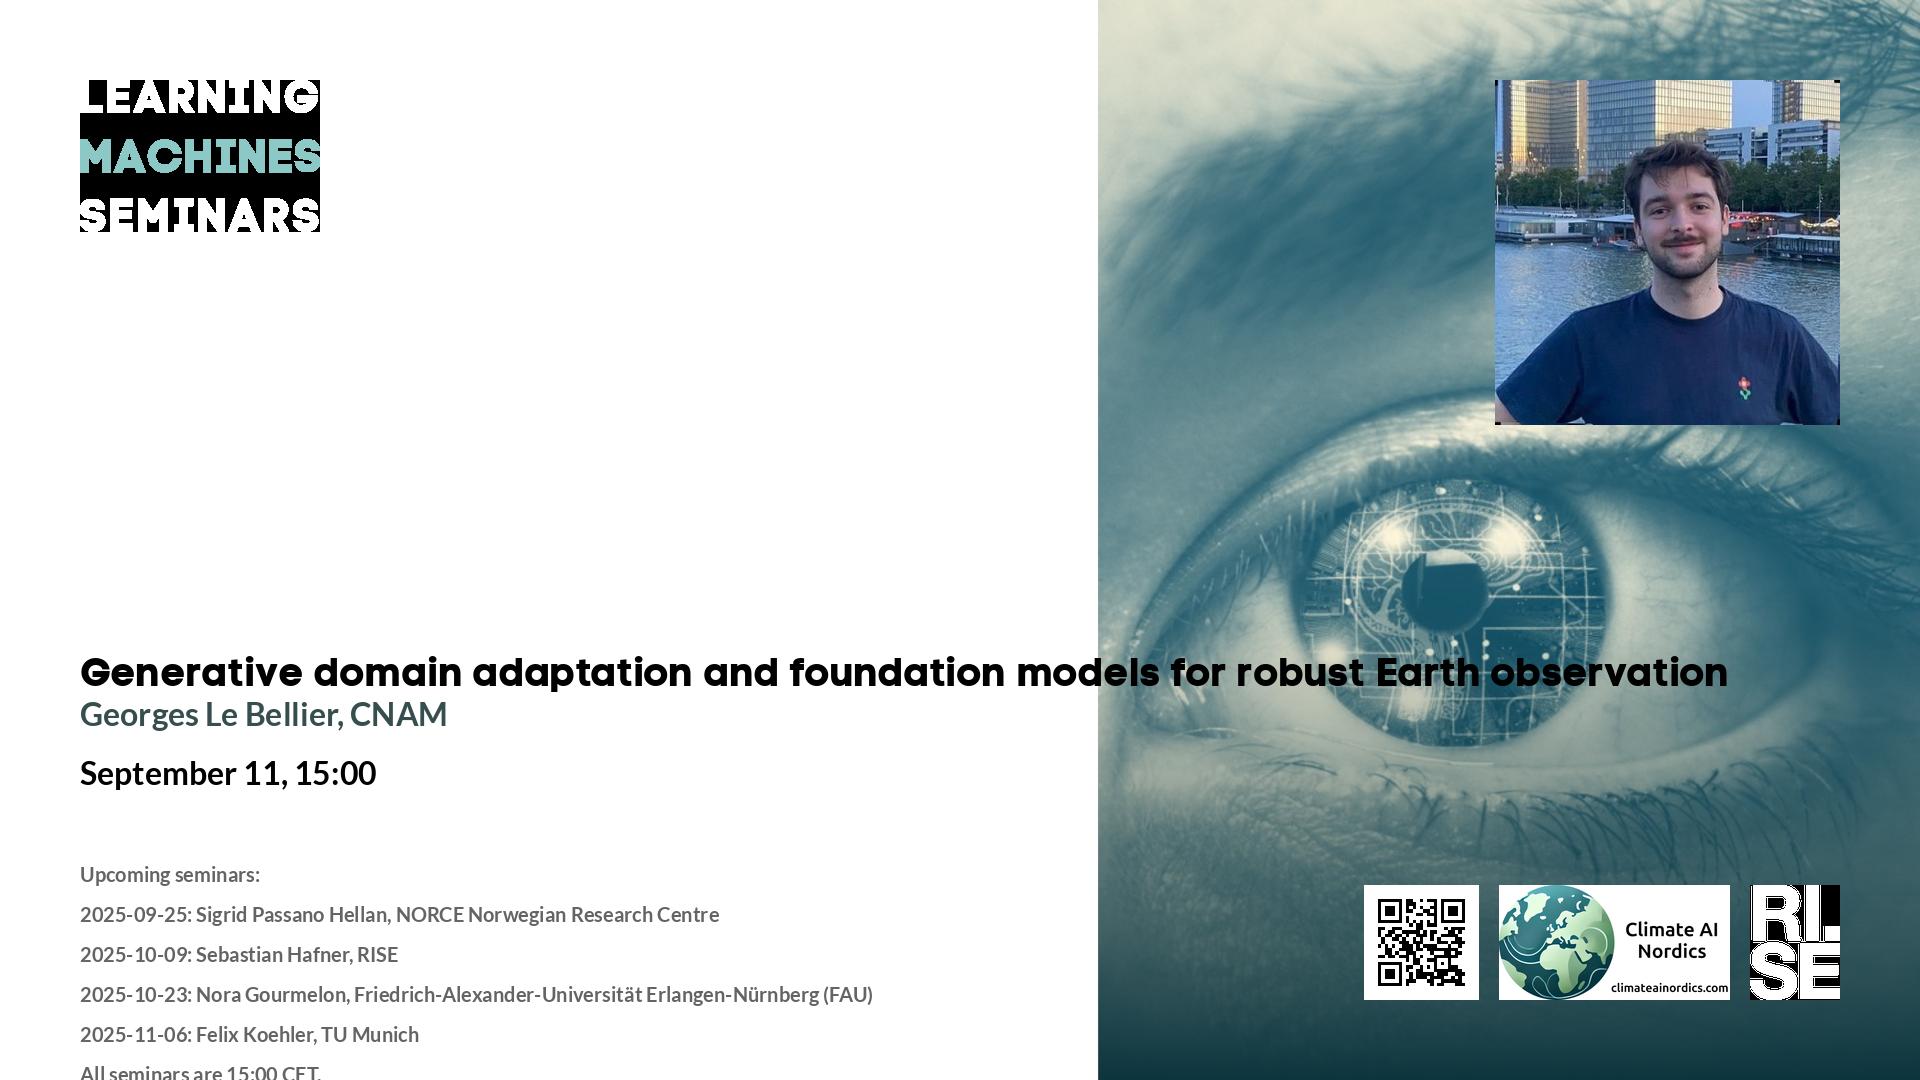 LEARNING
MACHINES
SEMINARS
Generative domain adaptation and foundation models for robust Earth observation
Georges Le Bellier, CNAM
September 11, 15:00
Upcoming seminars:
2025-09-25: Sigrid Passano Hellan, NORCE Norwegian Research Centre
2025-10-09: Sebastian Hafner, RISE
2025-10-23: Nora Gourmelon, Friedrich-Alexander-Universität Erlangen-Nürnberg (FAU)
2025-11-06: Felix Koehler, TU Munich
All seminars are 15:00 CET.
Climate AI
Nordics
climateainordics.com
RI.
SE